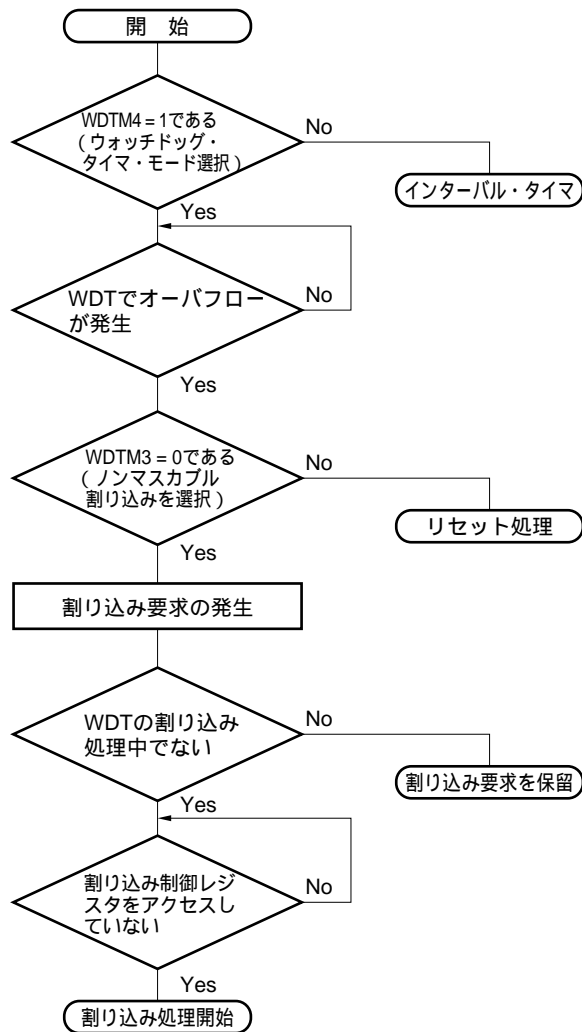 開 始
WDTM4＝1である
（ウォッチドッグ・
タイマ・モード選択）
No
インターバル・タイマ
Yes
WDTでオーバフロー
が発生
No
Yes
WDTM3＝0である
（ノンマスカブル
割り込みを選択）
No
リセット処理
Yes
割り込み要求の発生
WDTの割り込み
処理中でない
No
割り込み要求を保留
Yes
割り込み制御レジ
スタをアクセスし
ていない
No
Yes
割り込み処理開始